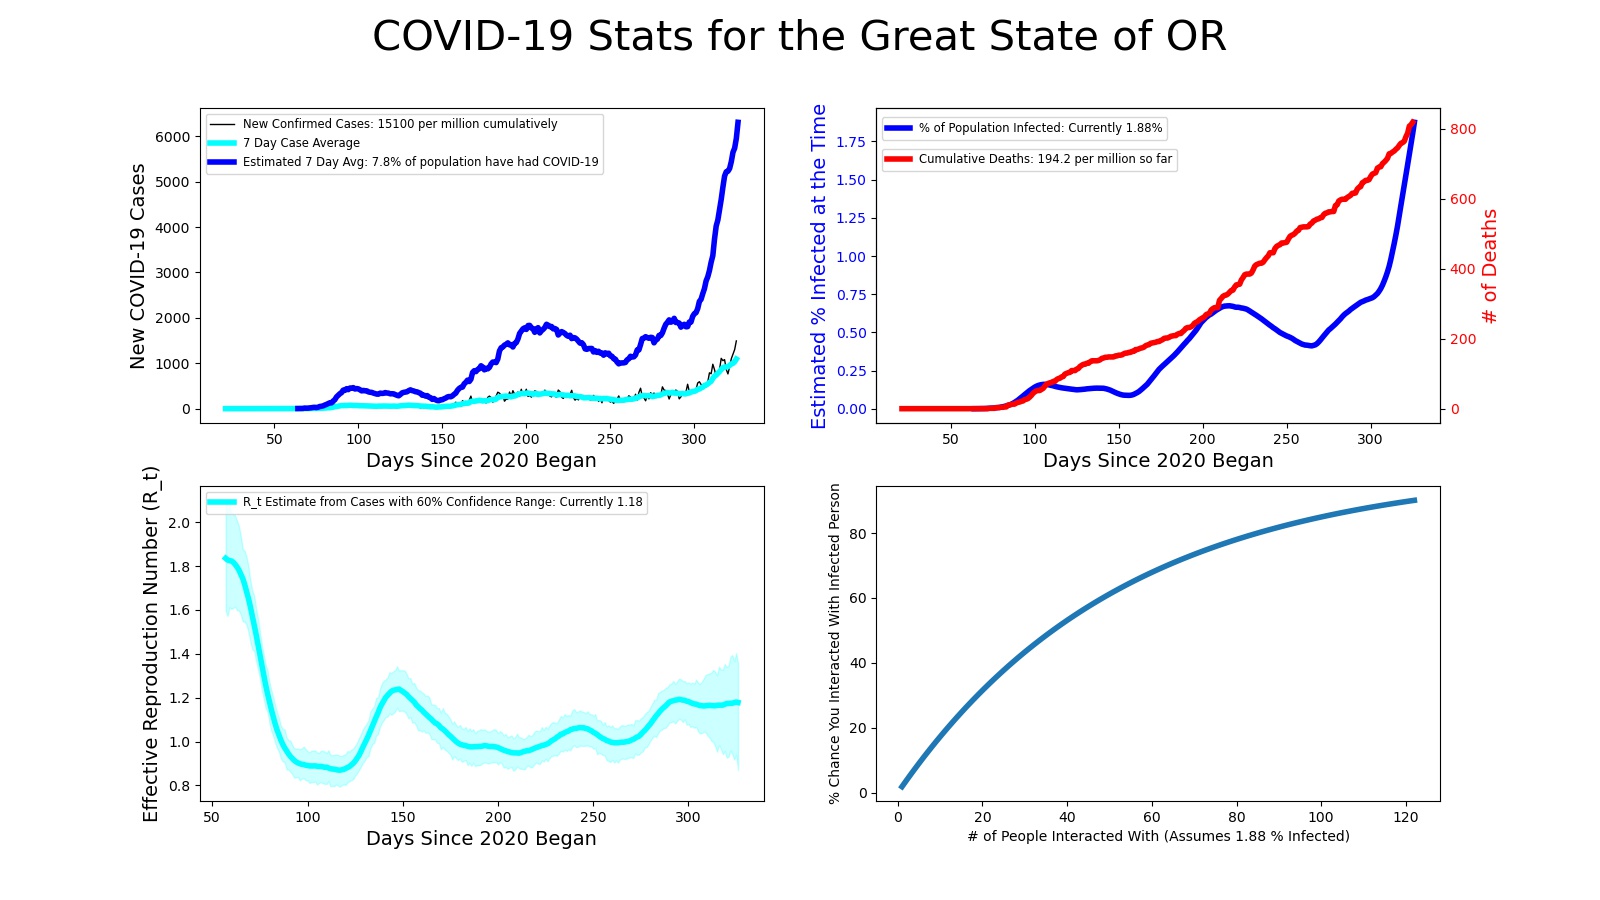 COVID-19 Stats for the Great State of OR
New COVID-19 Cases
6000
5000
4000
3000
2000
1000
0
New Confirmed Cases: 15100 per million cumulatively
7 Day Case Average
Estimated 7 Day Avg: 7.8% of population have had COVID-19
50 100 150 200 250 300
Days Since 2020 Began
Estimated % Infected at the Time
1.75
1.50
1.25
1.00
0.75
0.50
0.25
0.00
% of Population Infected: Currently 1.88%
Cumulative Deaths: 194.2 per million so far
800
600
400
200
0
# of Deaths
50 100 150 200 250 300
Days Since 2020 Began
Effective Reproduction Number (R_t)
2.0
1.8
1.6
1.4
1.2
1.0
0.8
R_t Estimate from Cases with 60% Confidence Range: Currently 1.18
50 100 150 200 250 300
Days Since 2020 Began
% Chance You Interacted With Infected Person
80
60
40
20
0
0 20 40 60 80 100 120
# of People Interacted With (Assumes 1.88 % Infected)